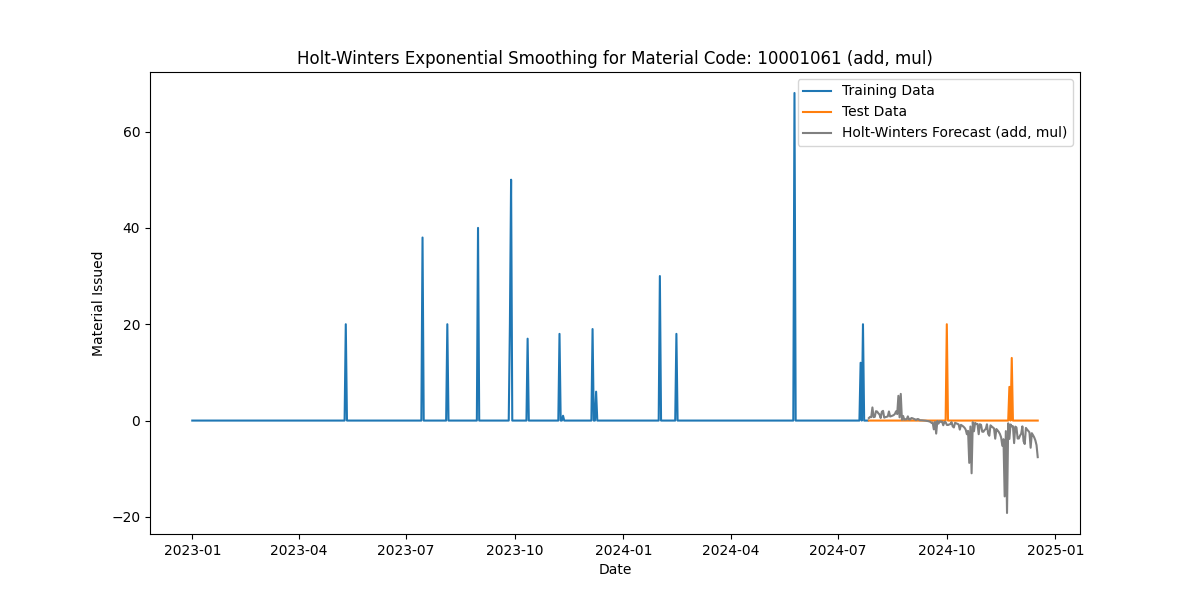 Holt-Winters Exponential Smoothing for Material Code: 10001061 (add, mul)
Training Data
Test Data
Holt-Winters Forecast (add, mul)
Material Issued
60
40
20
0
−20
2023-01
2023-04
2023-07
2023-10
2024-01
2024-04
2024-07
2024-10
2025-01
Date